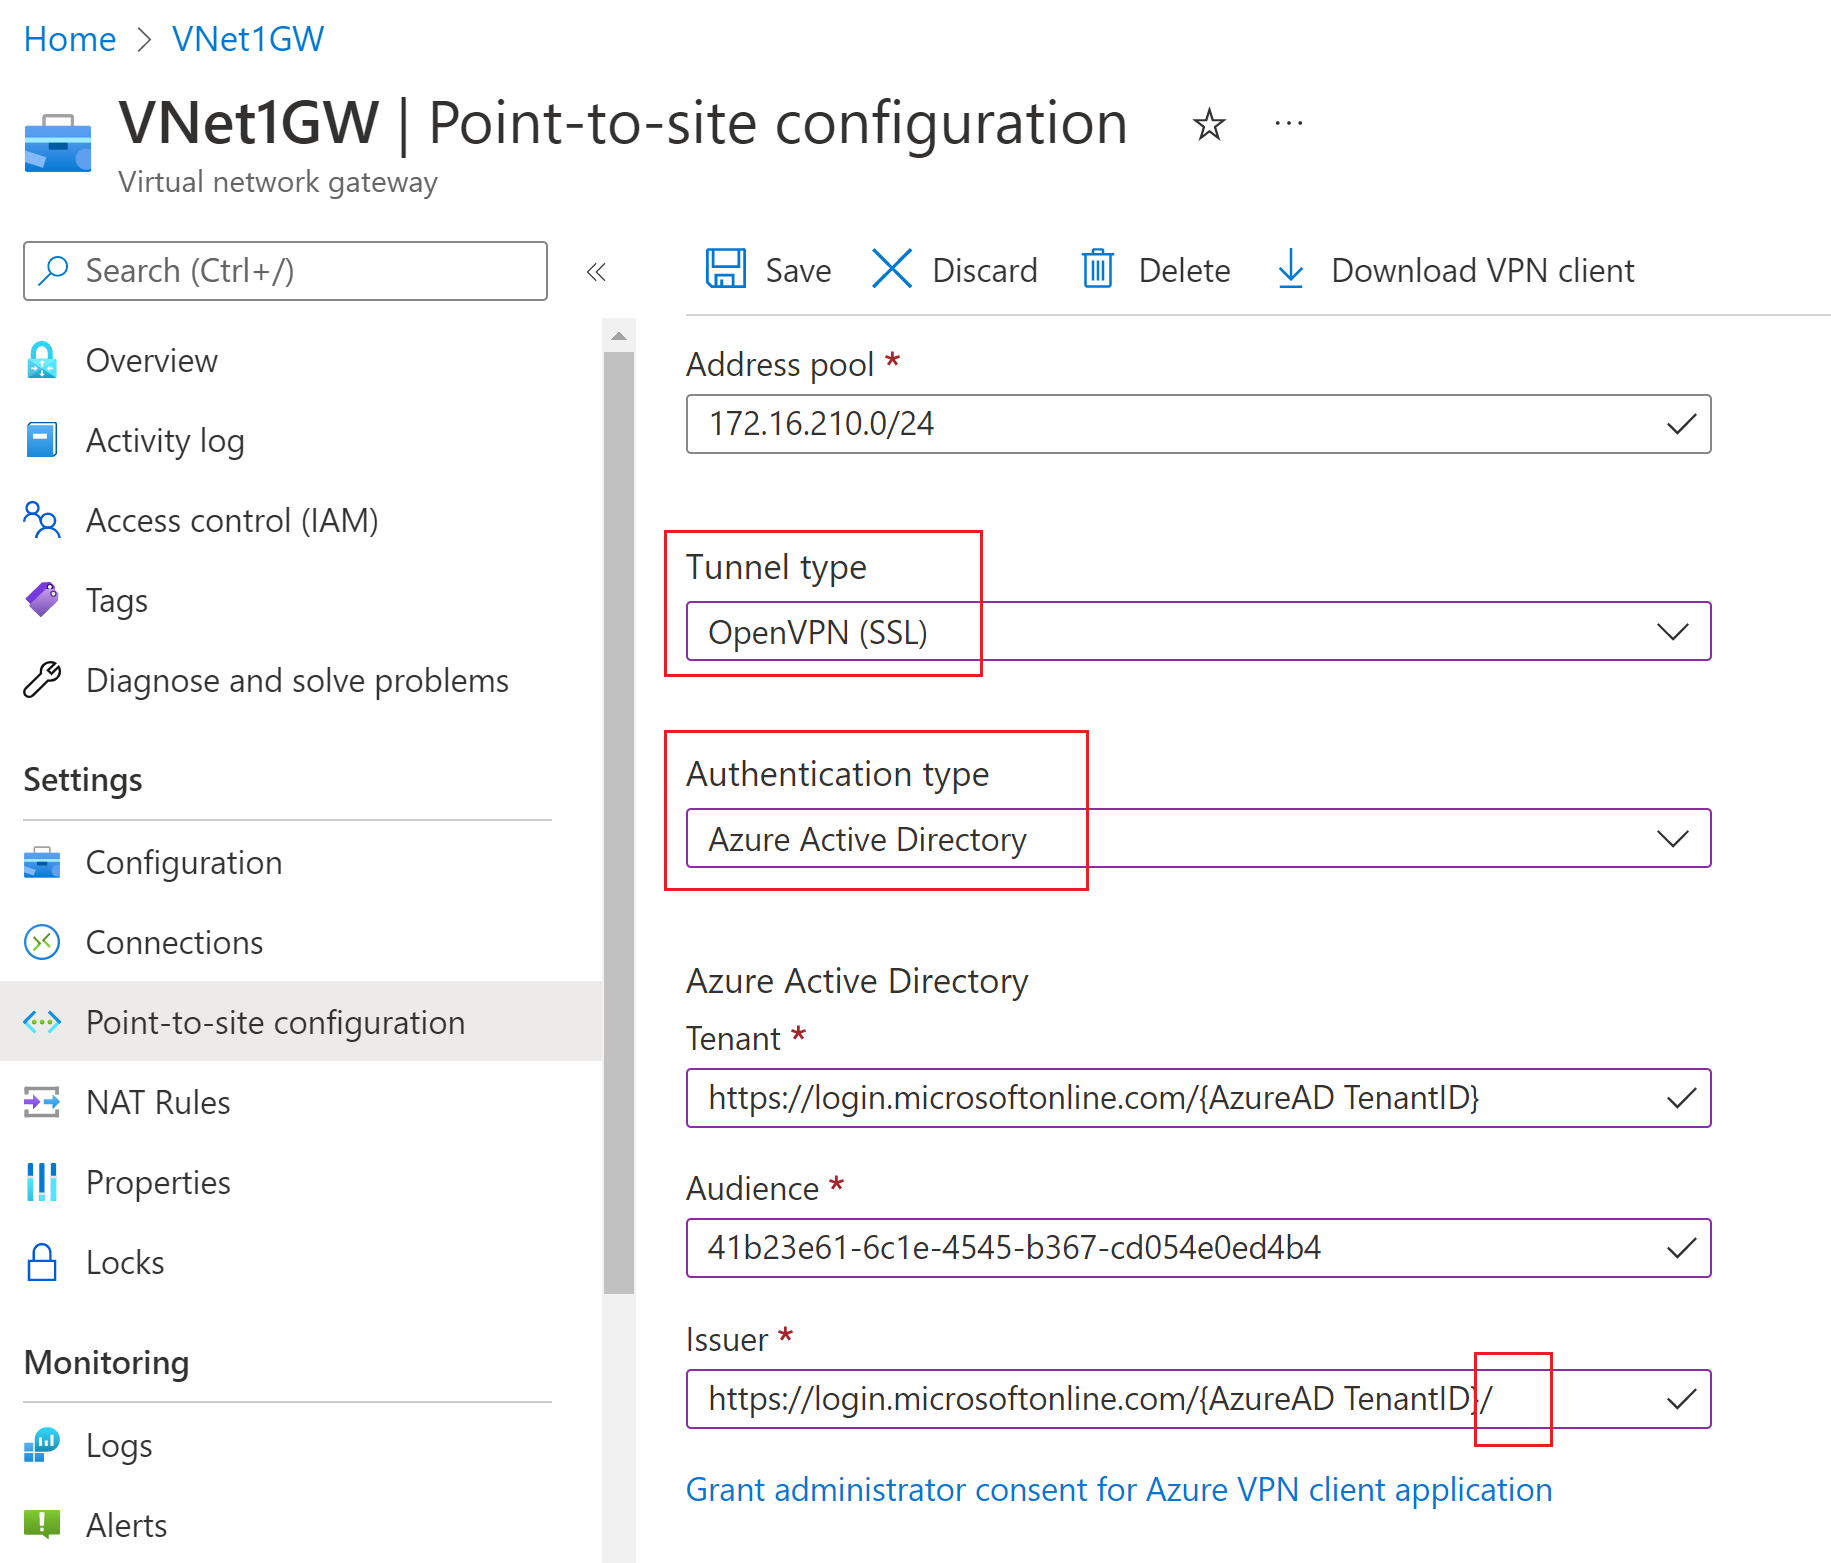 Home > VNet1GW
VNet1GW | Point-to-site configuration
Virtual network gateway
Search (Ctrl+/)
Overview
Activity log
Access control (IAM)
Tags
Diagnose and solve problems
Settings
Configuration
Connections
Point-to-site configuration
NAT Rules
Properties
Locks
Monitoring
Logs
Alerts
Save Discard Delete Download VPN client
Address pool *
172.16.210.0/24
Tunnel type
OpenVPN (SSL)
Authentication type
Azure Active Directory
Azure Active Directory
Tenant *
https://login.microsoftonline.com/{AzureAD TenantID}
Audience *
41b23e61-6c1e-4545-b367-cd054e0ed4b4
Issuer *
https://login.microsoftonline.com/{AzureAD TenantID}/
Grant administrator consent for Azure VPN client application